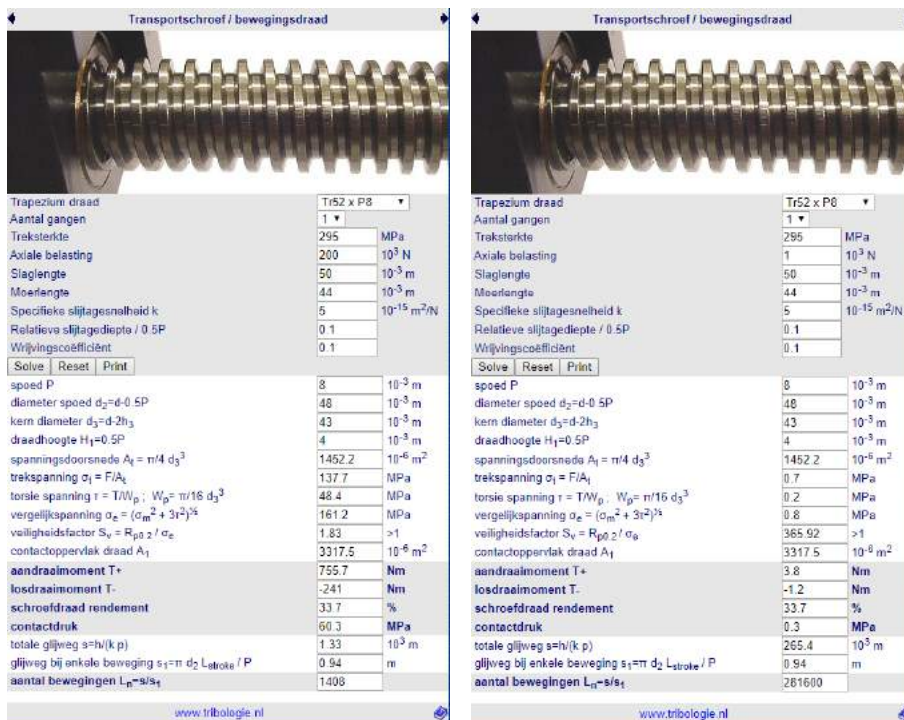 Transportschroef / bewegingsdraad
Trapezium draad Tr52 x P8
Aantal gangen 1
Treksterkte 295 MPa
Axiale belasting 200 10³ N
Slaglengte 50 10⁻³ m
Moerlengte 44 10⁻³ m
Specifieke slijtagesnelheid k 5 10⁻¹⁵ m²/N
Relatieve slijtagediepte / 0.5P 0.1
Wrijvingscoëfficiënt 0.1
Solve Reset Print
spoed P 8 10⁻³ m
diameter spoed d₂=d-0.5P 48 10⁻³ m
kern diameter d₃=d-2h₃ 43 10⁻³ m
draadhoogte H₁=0.5P 4 10⁻³ m
spanningsdoorsnede Aₜ = π/4 d₃³ 1452.2 10⁻⁶ m²
trekspanning σₜ = F/Aₜ 137.7 MPa
torsie spanning τ = T/Wₚ ; Wₚ= π/16 d₃³ 48.4 MPa
vergelijkspanning σₑ = (σₘ² + 3τ²)^½ 161.2 MPa
veiligheidsfactor Sᵥ = Rp0.2 / σₑ 1.83 >1
contactoppervlak draad A₁ 3317.5 10⁻⁶ m²
aandraaimoment T+ 755.7 Nm
losdraaimoment T- -241 Nm
schroefdraad rendement 33.7 %
contactdruk 60.3 MPa
totale glijweg s=h/(k p) 1.33 10³ m
glijweg bij enkele beweging s₁=π d₂ Lstroke / P 0.94 m
aantal bewegingen Lₙ=s/s₁ 1408
www.tribologie.nl
Transportschroef / bewegingsdraad
Trapezium draad Tr52 x P8
Aantal gangen 1
Treksterkte 295 MPa
Axiale belasting 1 10³ N
Slaglengte 50 10⁻³ m
Moerlengte 44 10⁻³ m
Specifieke slijtagesnelheid k 5 10⁻¹⁵ m²/N
Relatieve slijtagediepte / 0.5P 0.1
Wrijvingscoëfficiënt 0.1
Solve Reset Print
spoed P 8 10⁻³ m
diameter spoed d₂=d-0.5P 48 10⁻³ m
kern diameter d₃=d-2h₃ 43 10⁻³ m
draadhoogte H₁=0.5P 4 10⁻³ m
spanningsdoorsnede Aₜ = π/4 d₃³ 1452.2 10⁻⁶ m²
trekspanning σₜ = F/Aₜ 0.7 MPa
torsie spanning τ = T/Wₚ ; Wₚ= π/16 d₃³ 0.2 MPa
vergelijkspanning σₑ = (σₘ² + 3τ²)^½ 0.8 MPa
veiligheidsfactor Sᵥ = Rp0.2 / σₑ 365.92 >1
contactoppervlak draad A₁ 3317.5 10⁻⁶ m²
aandraaimoment T+ 3.8 Nm
losdraaimoment T- -1.2 Nm
schroefdraad rendement 33.7 %
contactdruk 0.3 MPa
totale glijweg s=h/(k p) 265.4 10³ m
glijweg bij enkele beweging s₁=π d₂ Lstroke / P 0.94 m
aantal bewegingen Lₙ=s/s₁ 281600
www.tribologie.nl